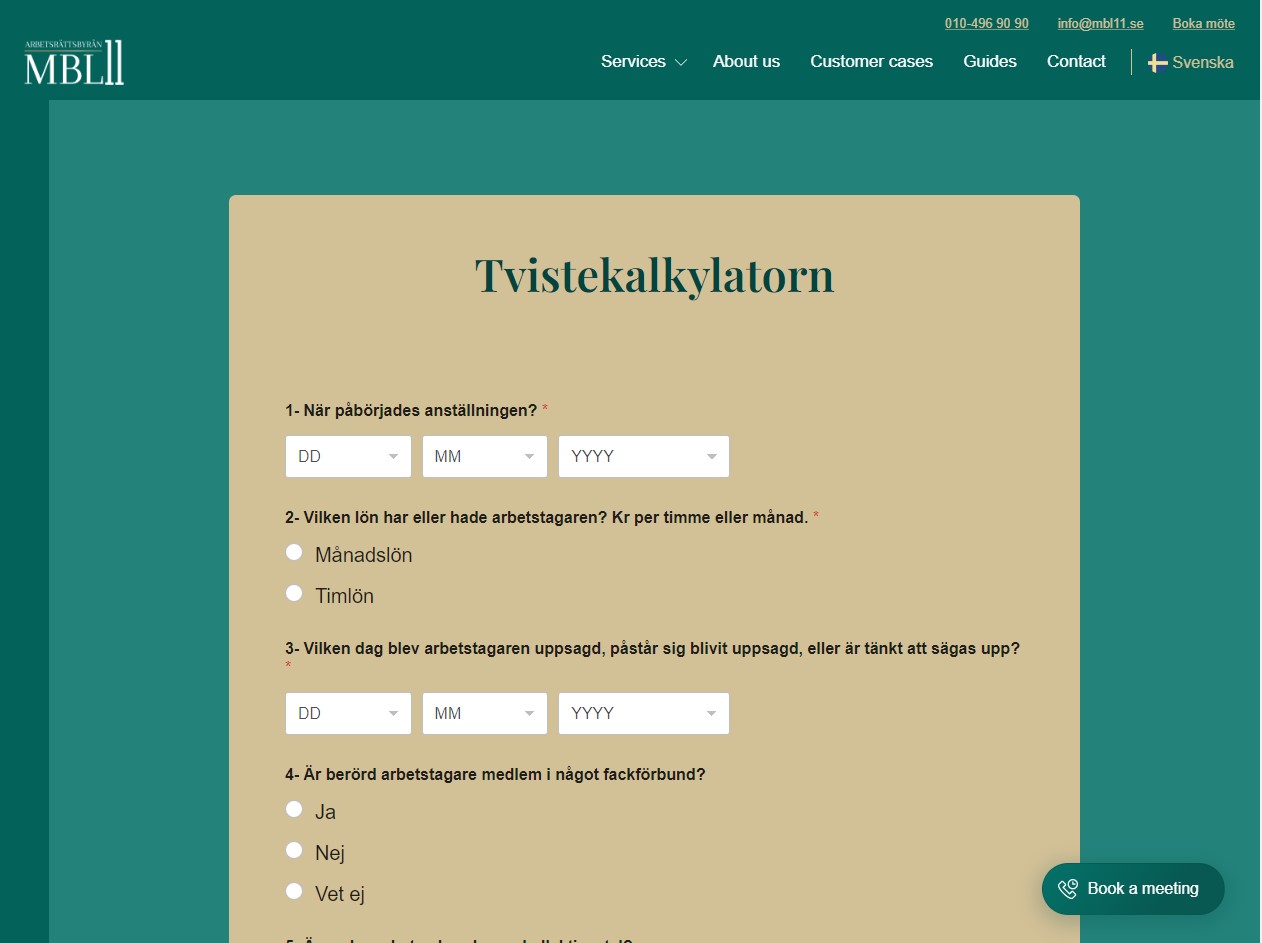 010-496 90 90 info@mbl11.se Boka möte
ARBETSRÄTTSBYRÅN
MBL11
Services About us Customer cases Guides Contact Svenska
Tvistekalkylatorn
1- När påbörjades anställningen? *
DD MM YYYY
2- Vilken lön har eller hade arbetstagaren? Kr per timme eller månad. *
Månadslön
Timlön
3- Vilken dag blev arbetstagaren uppsagd, påstår sig blivit uppsagd, eller är tänkt att sägas upp?
*
DD MM YYYY
4- Är berörd arbetstagare medlem i något fackförbund?
Ja
Nej
Vet ej
Book a meeting